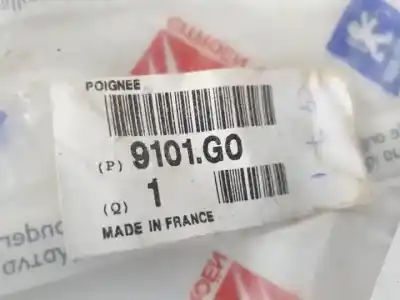 POIGNEE
(P) 9101.G0
(Q) 1
MADE IN FRANCE